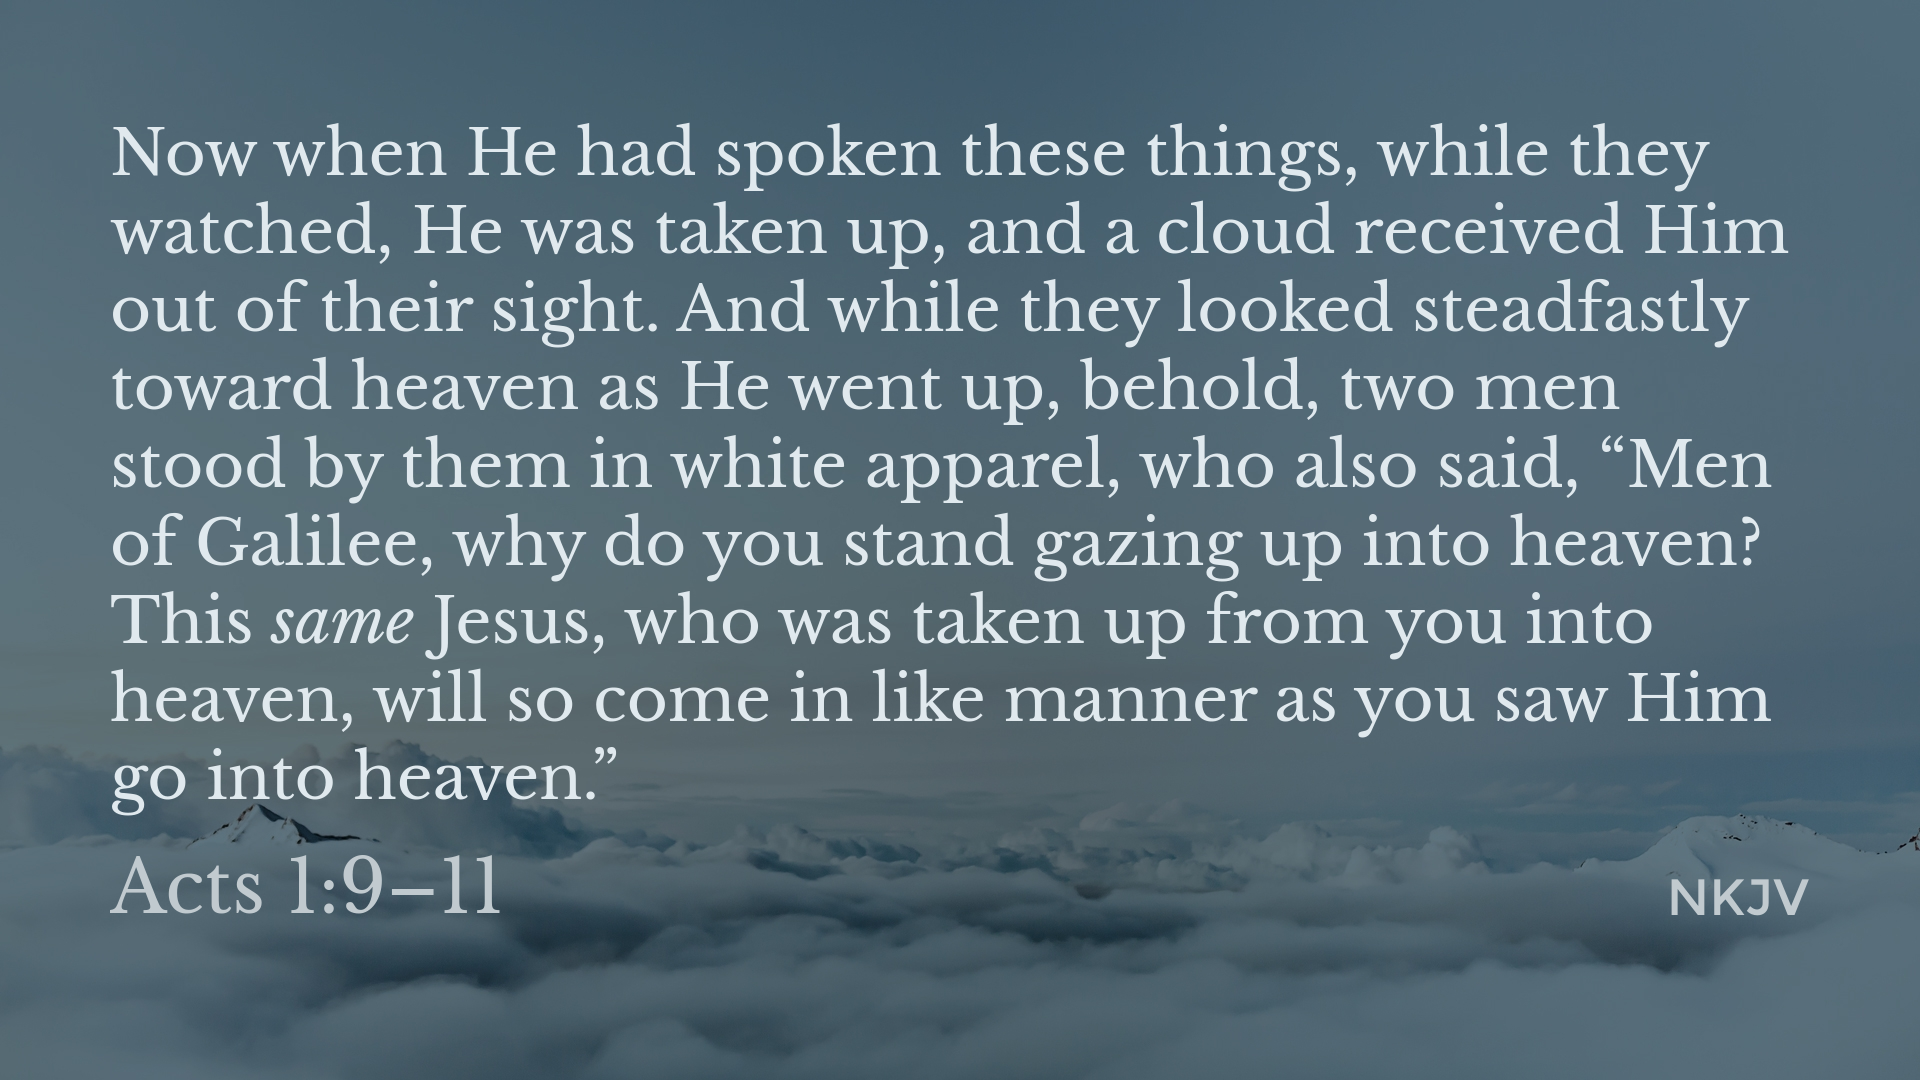 Now when He had spoken these things, while they
watched, He was taken up, and a cloud received Him
out of their sight. And while they looked steadfastly
toward heaven as He went up, behold, two men
stood by them in white apparel, who also said, “Men
of Galilee, why do you stand gazing up into heaven?
This same Jesus, who was taken up from you into
heaven, will so come in like manner as you saw Him
go into heaven.”
Acts 1:9–11
NKJV